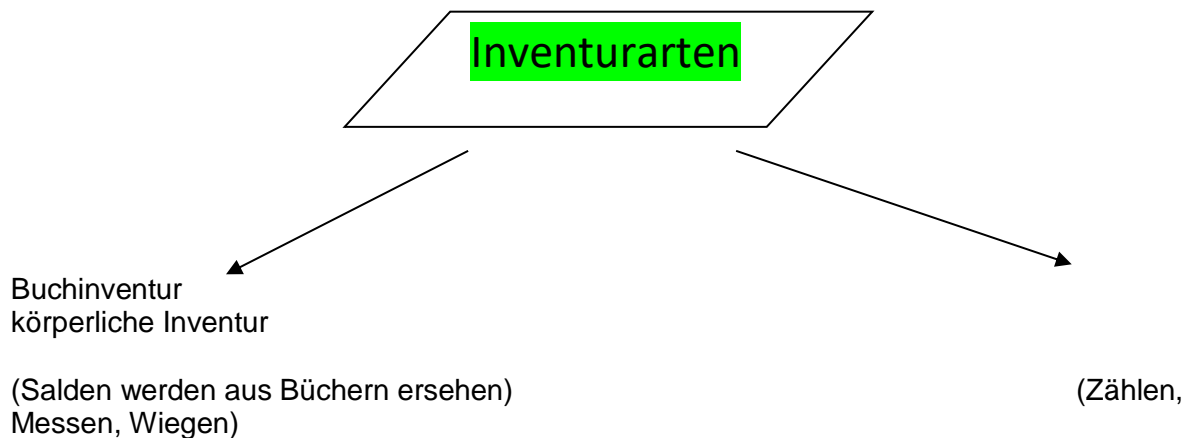 Inventurarten
Buchinventur
körperliche Inventur
(Salden werden aus Büchern ersehen) (Zählen,
Messen, Wiegen)